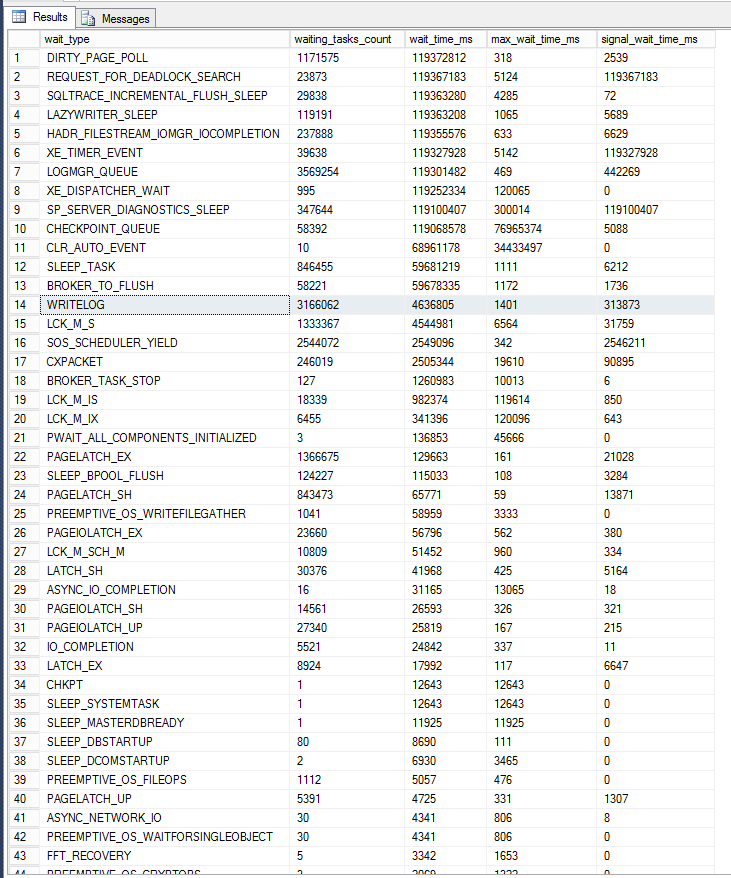 Results Messages
wait_type waiting_tasks_count wait_time_ms max_wait_time_ms signal_wait_time_ms
1 DIRTY_PAGE_POLL 1171575 119372812 318 2539
2 REQUEST_FOR_DEADLOCK_SEARCH 23873 119367183 5124 119367183
3 SQLTRACE_INCREMENTAL_FLUSH_SLEEP 29838 119363280 4285 72
4 LAZYWRITER_SLEEP 119191 119363208 1065 5689
5 HADR_FILESTREAM_IOMGR_IOCOMPLETION 237888 119355576 633 6629
6 XE_TIMER_EVENT 39638 119327928 5142 119327928
7 LOGMGR_QUEUE 3569254 119301482 469 442269
8 XE_DISPATCHER_WAIT 995 119252334 120065 0
9 SP_SERVER_DIAGNOSTICS_SLEEP 347644 119100407 300014 119100407
10 CHECKPOINT_QUEUE 58392 119068578 76965374 5088
11 CLR_AUTO_EVENT 10 68961178 34433497 0
12 SLEEP_TASK 846455 59681219 1111 6212
13 BROKER_TO_FLUSH 58221 59678335 1172 1736
14 WRITELOG 3166062 4636805 1401 313873
15 LCK_M_S 1333367 4544981 6564 31759
16 SOS_SCHEDULER_YIELD 2544072 2549096 342 2546211
17 CXPACKET 246019 2505344 19610 90895
18 BROKER_TASK_STOP 127 1260983 10013 6
19 LCK_M_IS 18339 982374 119614 850
20 LCK_M_IX 6455 341396 120096 643
21 PWAIT_ALL_COMPONENTS_INITIALIZED 3 136853 45666 0
22 PAGELATCH_EX 1366675 129663 161 21028
23 SLEEP_BPOOL_FLUSH 124227 115033 108 3284
24 PAGELATCH_SH 843473 65771 59 13871
25 PREEMPTIVE_OS_WRITEFILEGATHER 1041 58959 3333 0
26 PAGEIOLATCH_EX 23660 56796 562 380
27 LCK_M_SCH_M 10809 51452 960 334
28 LATCH_SH 30376 41968 425 5164
29 ASYNC_IO_COMPLETION 16 31165 13065 18
30 PAGEIOLATCH_SH 14561 26593 326 321
31 PAGEIOLATCH_UP 27340 25819 167 215
32 IO_COMPLETION 5521 24842 337 11
33 LATCH_EX 8924 17992 117 6647
34 CHKPT 1 12643 12643 0
35 SLEEP_SYSTEMTASK 1 12643 12643 0
36 SLEEP_MASTERDBREADY 1 11925 11925 0
37 SLEEP_DBSTARTUP 80 8690 111 0
38 SLEEP_DCOMSTARTUP 2 6930 3465 0
39 PREEMPTIVE_OS_FILEOPS 1112 5057 476 0
40 PAGELATCH_UP 5391 4725 331 1307
41 ASYNC_NETWORK_IO 30 4341 806 8
42 PREEMPTIVE_OS_WAITFORSINGLEOBJECT 30 4341 806 0
43 FFT_RECOVERY 5 3342 1653 0